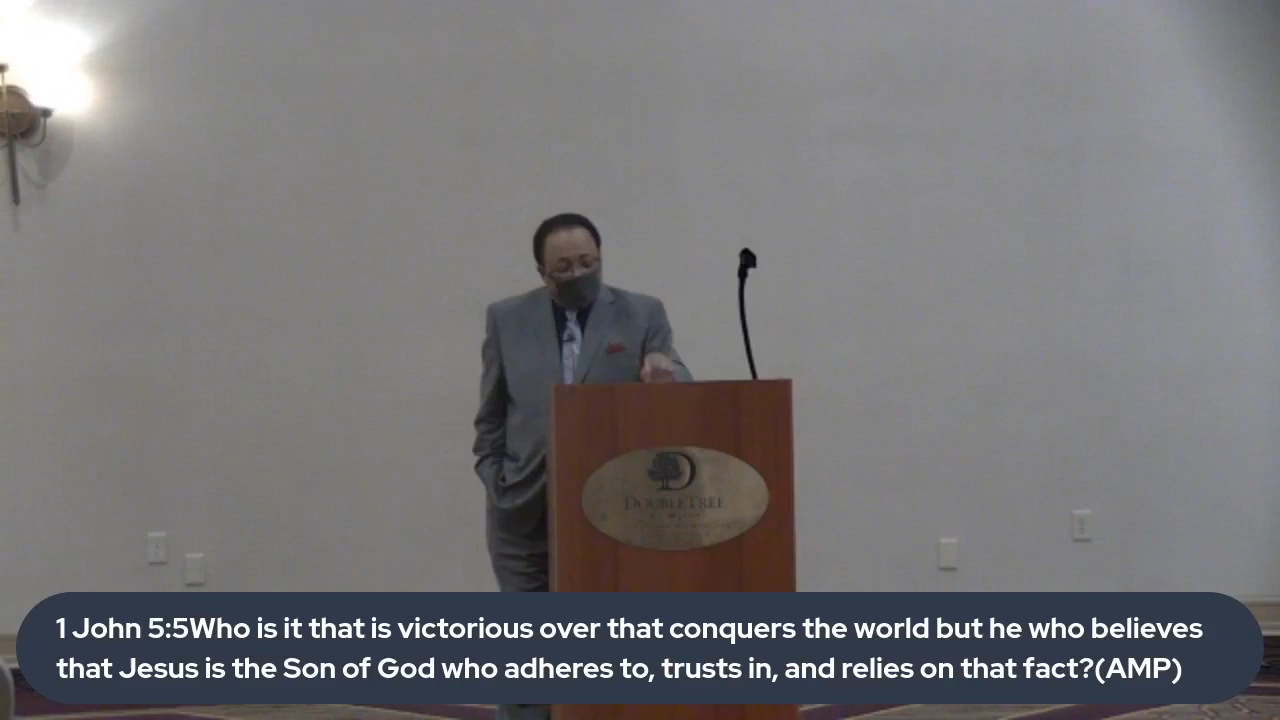 D
DOUBLETREE
1 John 5:5Who is it that is victorious over that conquers the world but he who believes
that Jesus is the Son of God who adheres to, trusts in, and relies on that fact?(AMP)